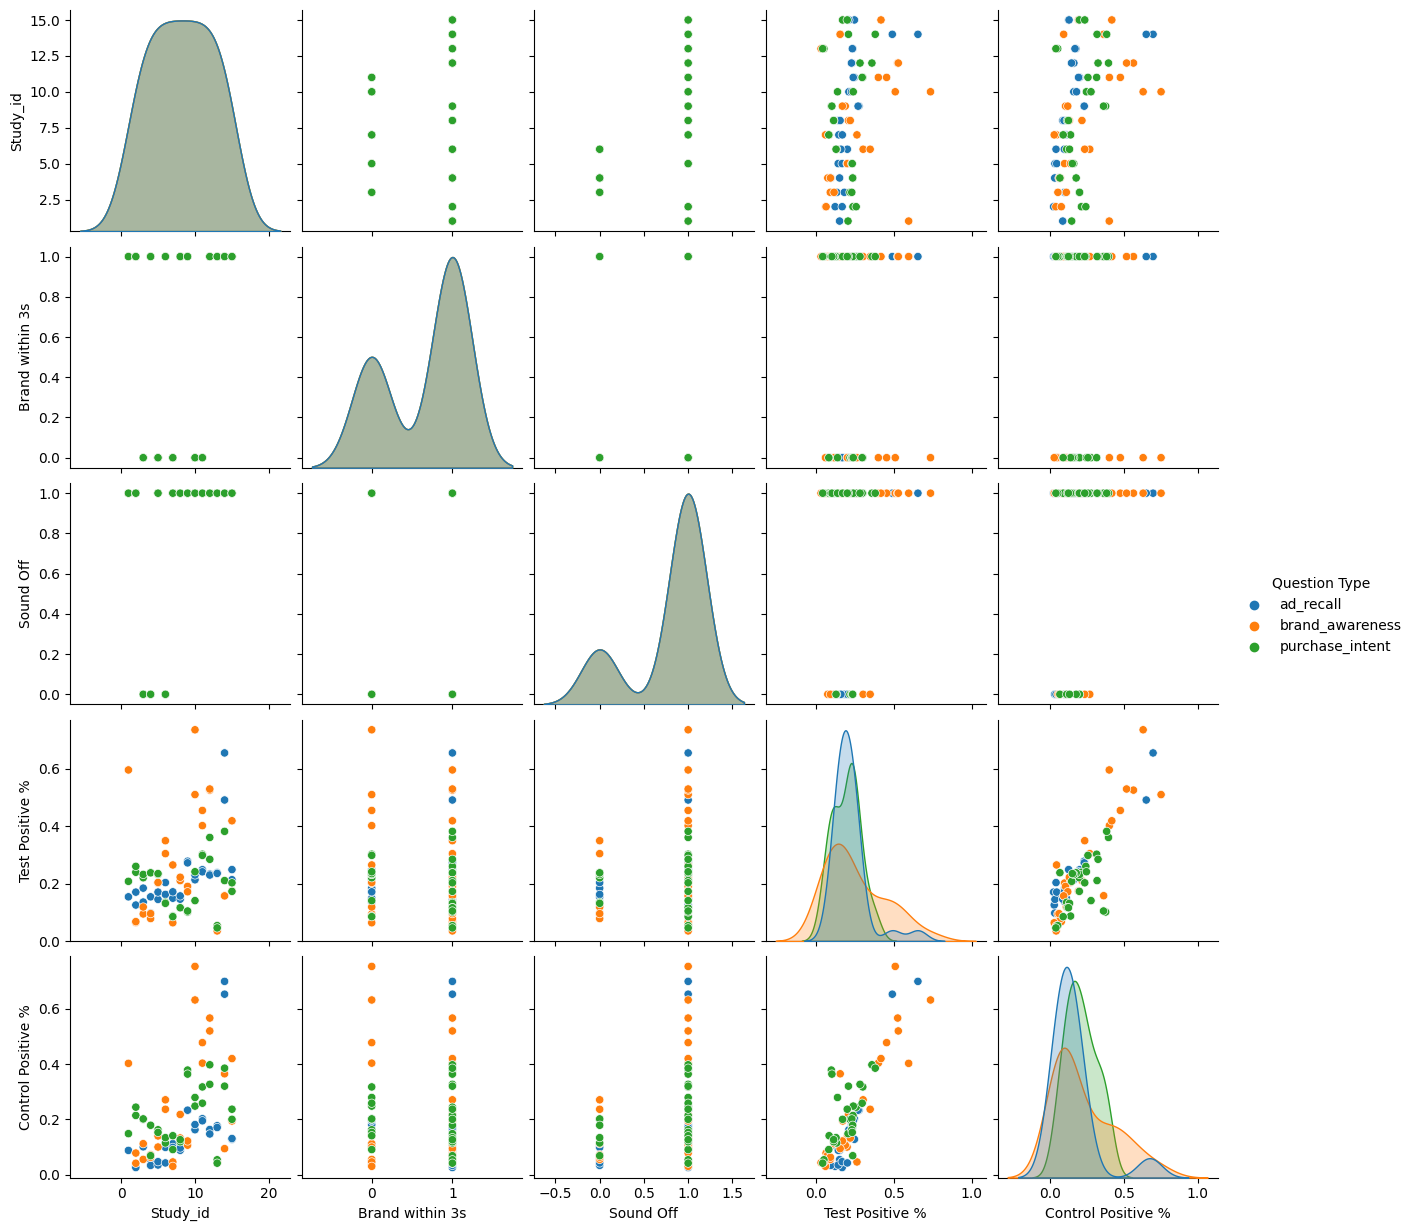 15.0
12.5
10.0
7.5
5.0
2.5
Study_id
1.0
0.8
0.6
0.4
0.2
0.0
Brand within 3s
1.0
0.8
0.6
0.4
0.2
0.0
Sound Off
Question Type
ad_recall
brand_awareness
purchase_intent
0.6
0.4
0.2
0.0
Test Positive %
0.6
0.4
0.2
0.0
Control Positive %
0 10 20
Study_id
0 1
Brand within 3s
−0.5 0.0 0.5 1.0 1.5
Sound Off
0.0 0.5 1.0
Test Positive %
0.0 0.5 1.0
Control Positive %